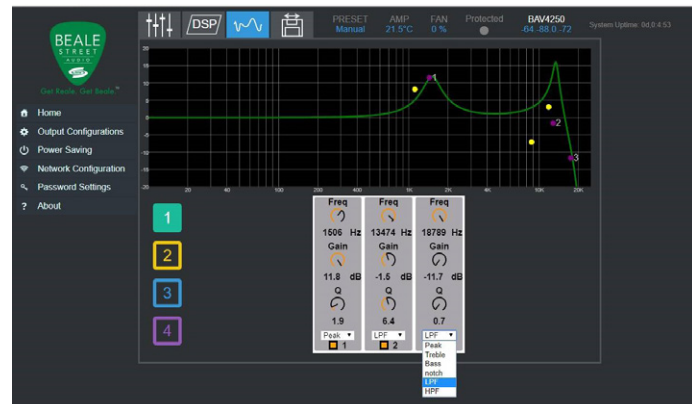 BEALE
STREET
AUDIO
Get Beale. Get Beale.™
Home
Output Configurations
Power Saving
Network Configuration
Password Settings
About
DSP
PRESET AMP FAN Protected BAV4250
Manual 21.5°C 0 % -64.-88.0.-72
System Uptime: 0d,0:4:53
20
15
-15
-20
1
2
3
20 40 100 200 400 1K 2K 4K 10K 20K
1
2
3
4
Freq Freq Freq
1506 Hz 13474 Hz 18789 Hz
Gain Gain Gain
11.8 dB -1.5 dB -11.7 dB
Q Q Q
1.9 6.4 0.7
Peak LPF LPF
1 2
Peak
Treble
Bass
notch
LPF
HPF